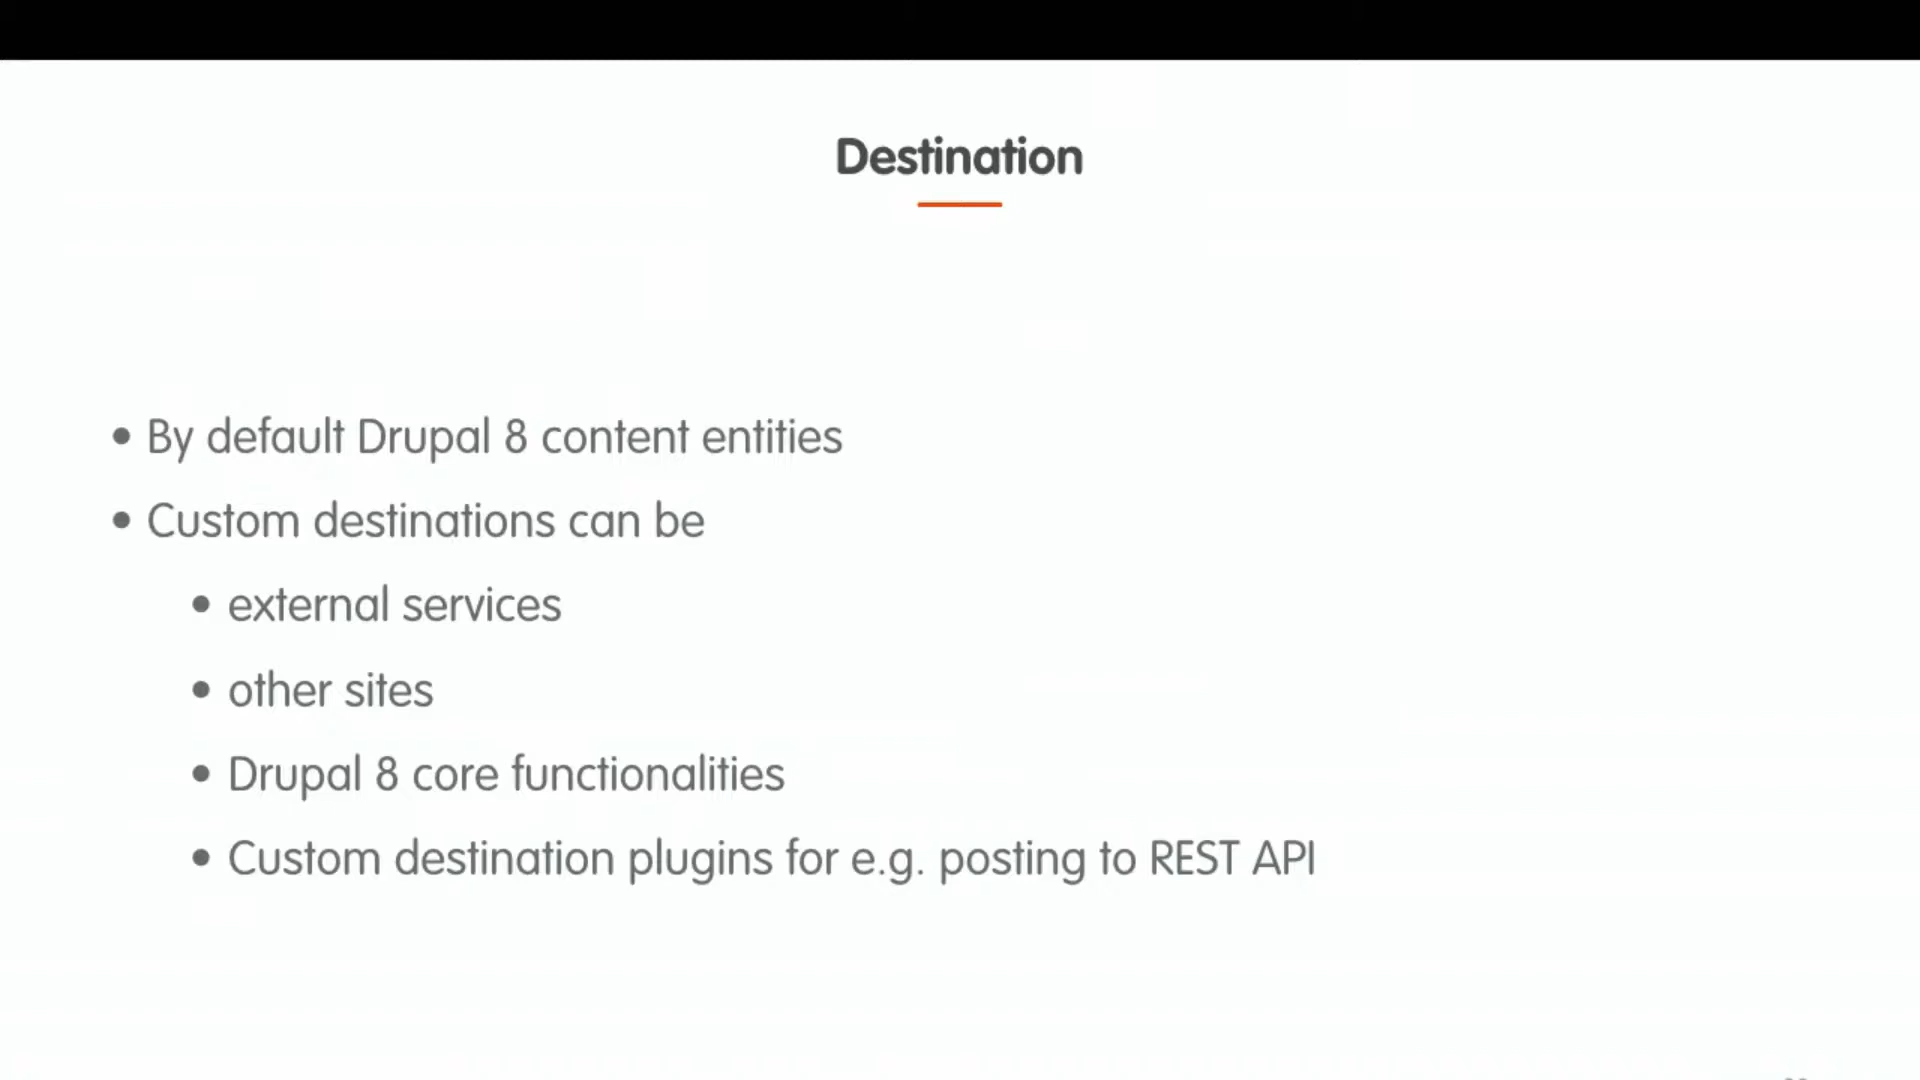 Destination
• By default Drupal 8 content entities
• Custom destinations can be
• external services
• other sites
• Drupal 8 core functionalities
• Custom destination plugins for e.g. posting to REST API